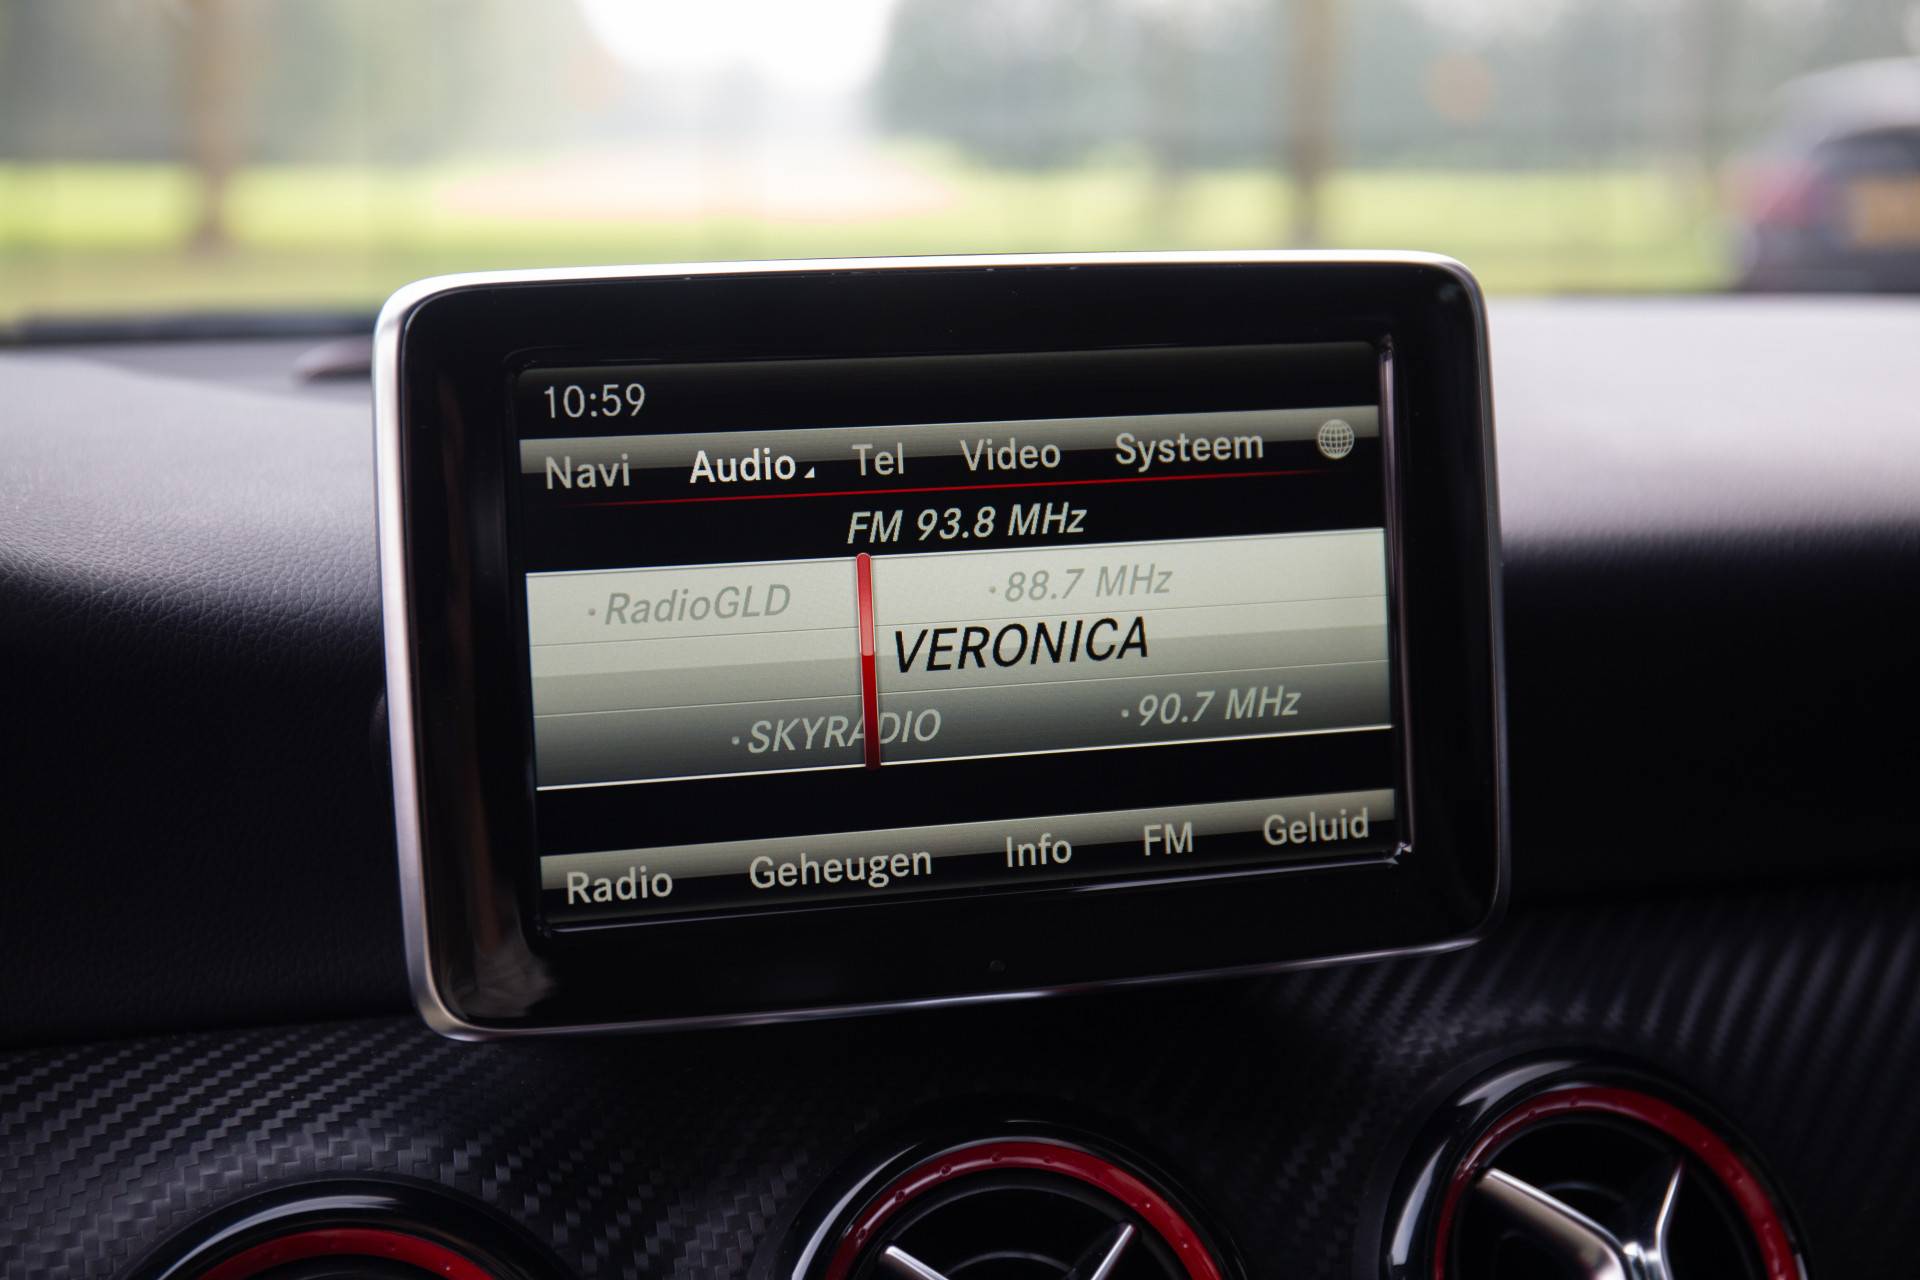 10:59
Navi Audio Tel Video Systeem
FM 93.8 MHz
·RadioGLD ·88.7 MHz
VERONICA
·SKYRADIO ·90.7 MHz
Radio Geheugen Info FM Geluid